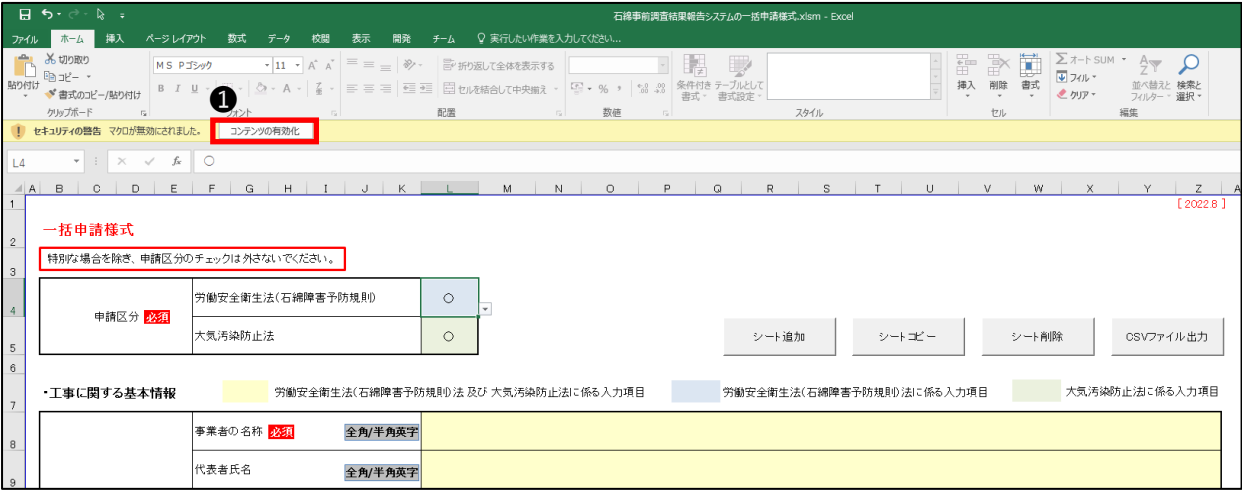 石綿事前調査結果報告システムの一括申請様式.xlsm - Excel
ファイル ホーム 挿入 ページ レイアウト 数式 データ 校閲 表示 開発 チーム 実行したい作業を入力してください...
切り取り
コピー
書式のコピー/貼り付け
貼り付け
クリップボード
MS Pゴシック 11
B I U
フォント
折り返して全体を表示する
セルを結合して中央揃え
配置
数値
条件付き書式 テーブルとして書式設定
スタイル
挿入 削除 書式
セル
オート SUM
フィル
クリア
並べ替えと フィルター
検索と 選択
編集
1
セキュリティの警告 マクロが無効にされました。 コンテンツの有効化
L4 fx ○
A B C D E F G H I J K L M N O P Q R S T U V W X Y Z
1 [ 2022.8 ]
2 一括申請様式
3 特別な場合を除き、申請区分のチェックは外さないでください。
4 申請区分 必須 労働安全衛生法(石綿障害予防規則) ○
5 大気汚染防止法 ○ シート追加 シートコピー シート削除 CSVファイル出力
6
7 ・工事に関する基本情報 労働安全衛生法(石綿障害予防規則)法 及び 大気汚染防止法に係る入力項目 労働安全衛生法(石綿障害予防規則)法に係る入力項目 大気汚染防止法に係る入力項目
8 事業者の名称 必須 全角/半角英字
9 代表者氏名 全角/半角英字